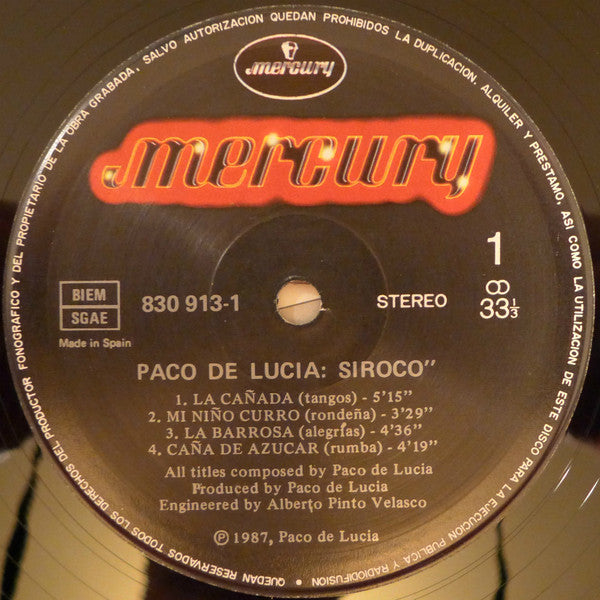 QUEDAN RESERVADOS TODOS LOS DERECHOS DEL PRODUCTOR FONOGRAFICO Y DEL PROPIETARIO DE LA OBRA GRABADA, SALVO AUTORIZACION QUEDAN PROHIBIDOS LA DUPLICACION, ALQUILER Y PRESTAMO, ASI COMO LA UTILIZACION DE ESTE DISCO PARA LA EJECUCION PUBLICA Y RADIODIFUSION
mercury
mercury
1
BIEM
SGAE
830 913-1
STEREO
33⅓
Made in Spain
PACO DE LUCIA: SIROCO"
1. LA CAÑADA (tangos) - 5'15"
2. MI NIÑO CURRO (rondeña) - 3'29"
3. LA BARROSA (alegrías) - 4'36"
4. CAÑA DE AZUCAR (rumba) - 4'19"
All titles composed by Paco de Lucia
Produced by Paco de Lucia
Engineered by Alberto Pinto Velasco
Ⓟ 1987, Paco de Lucia